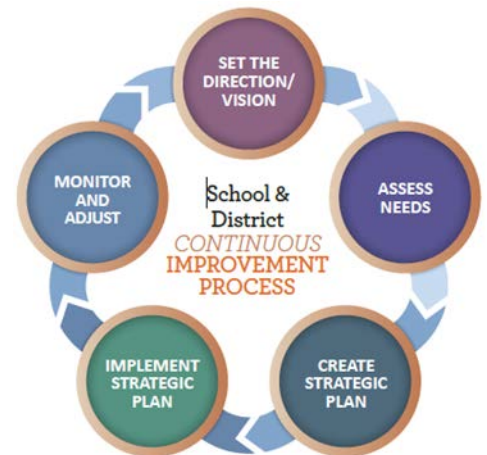 SET THE
DIRECTION/
VISION
ASSESS
NEEDS
CREATE
STRATEGIC
PLAN
IMPLEMENT
STRATEGIC
PLAN
MONITOR
AND
ADJUST
School &
District
CONTINUOUS
IMPROVEMENT
PROCESS